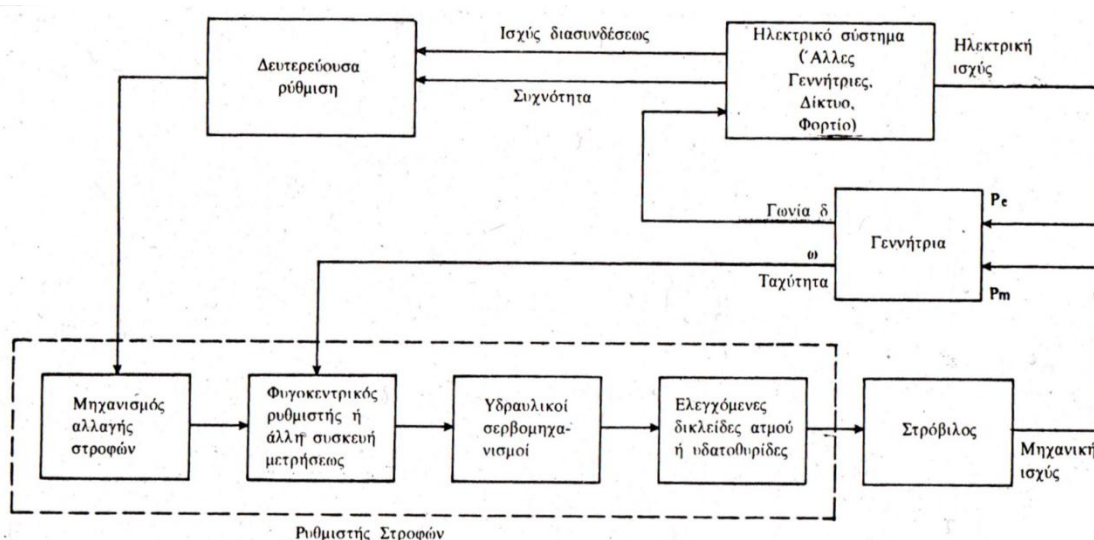 Ισχύς διασυνδέσεως
Ηλεκτρικό σύστημα
(Άλλες
Γεννήτριες,
Δίκτυο,
Φορτίο)
Ηλεκτρική
ισχύς
Δευτερεύουσα
ρύθμιση
Συχνότητα
Γωνία δ
Pe
Γεννήτρια
ω
Ταχύτητα
Pm
Μηχανισμός
αλλαγής
στροφών
Φυγοκεντρικός
ρυθμιστής ή
άλλη συσκευή
μετρήσεως
Υδραυλικοί
σερβομηχα-
νισμοί
Ελεγχόμενες
δικλείδες ατμού
ή υδατοθυρίδες
Στρόβιλος
Μηχανική
ισχύς
Ρυθμιστής Στροφών